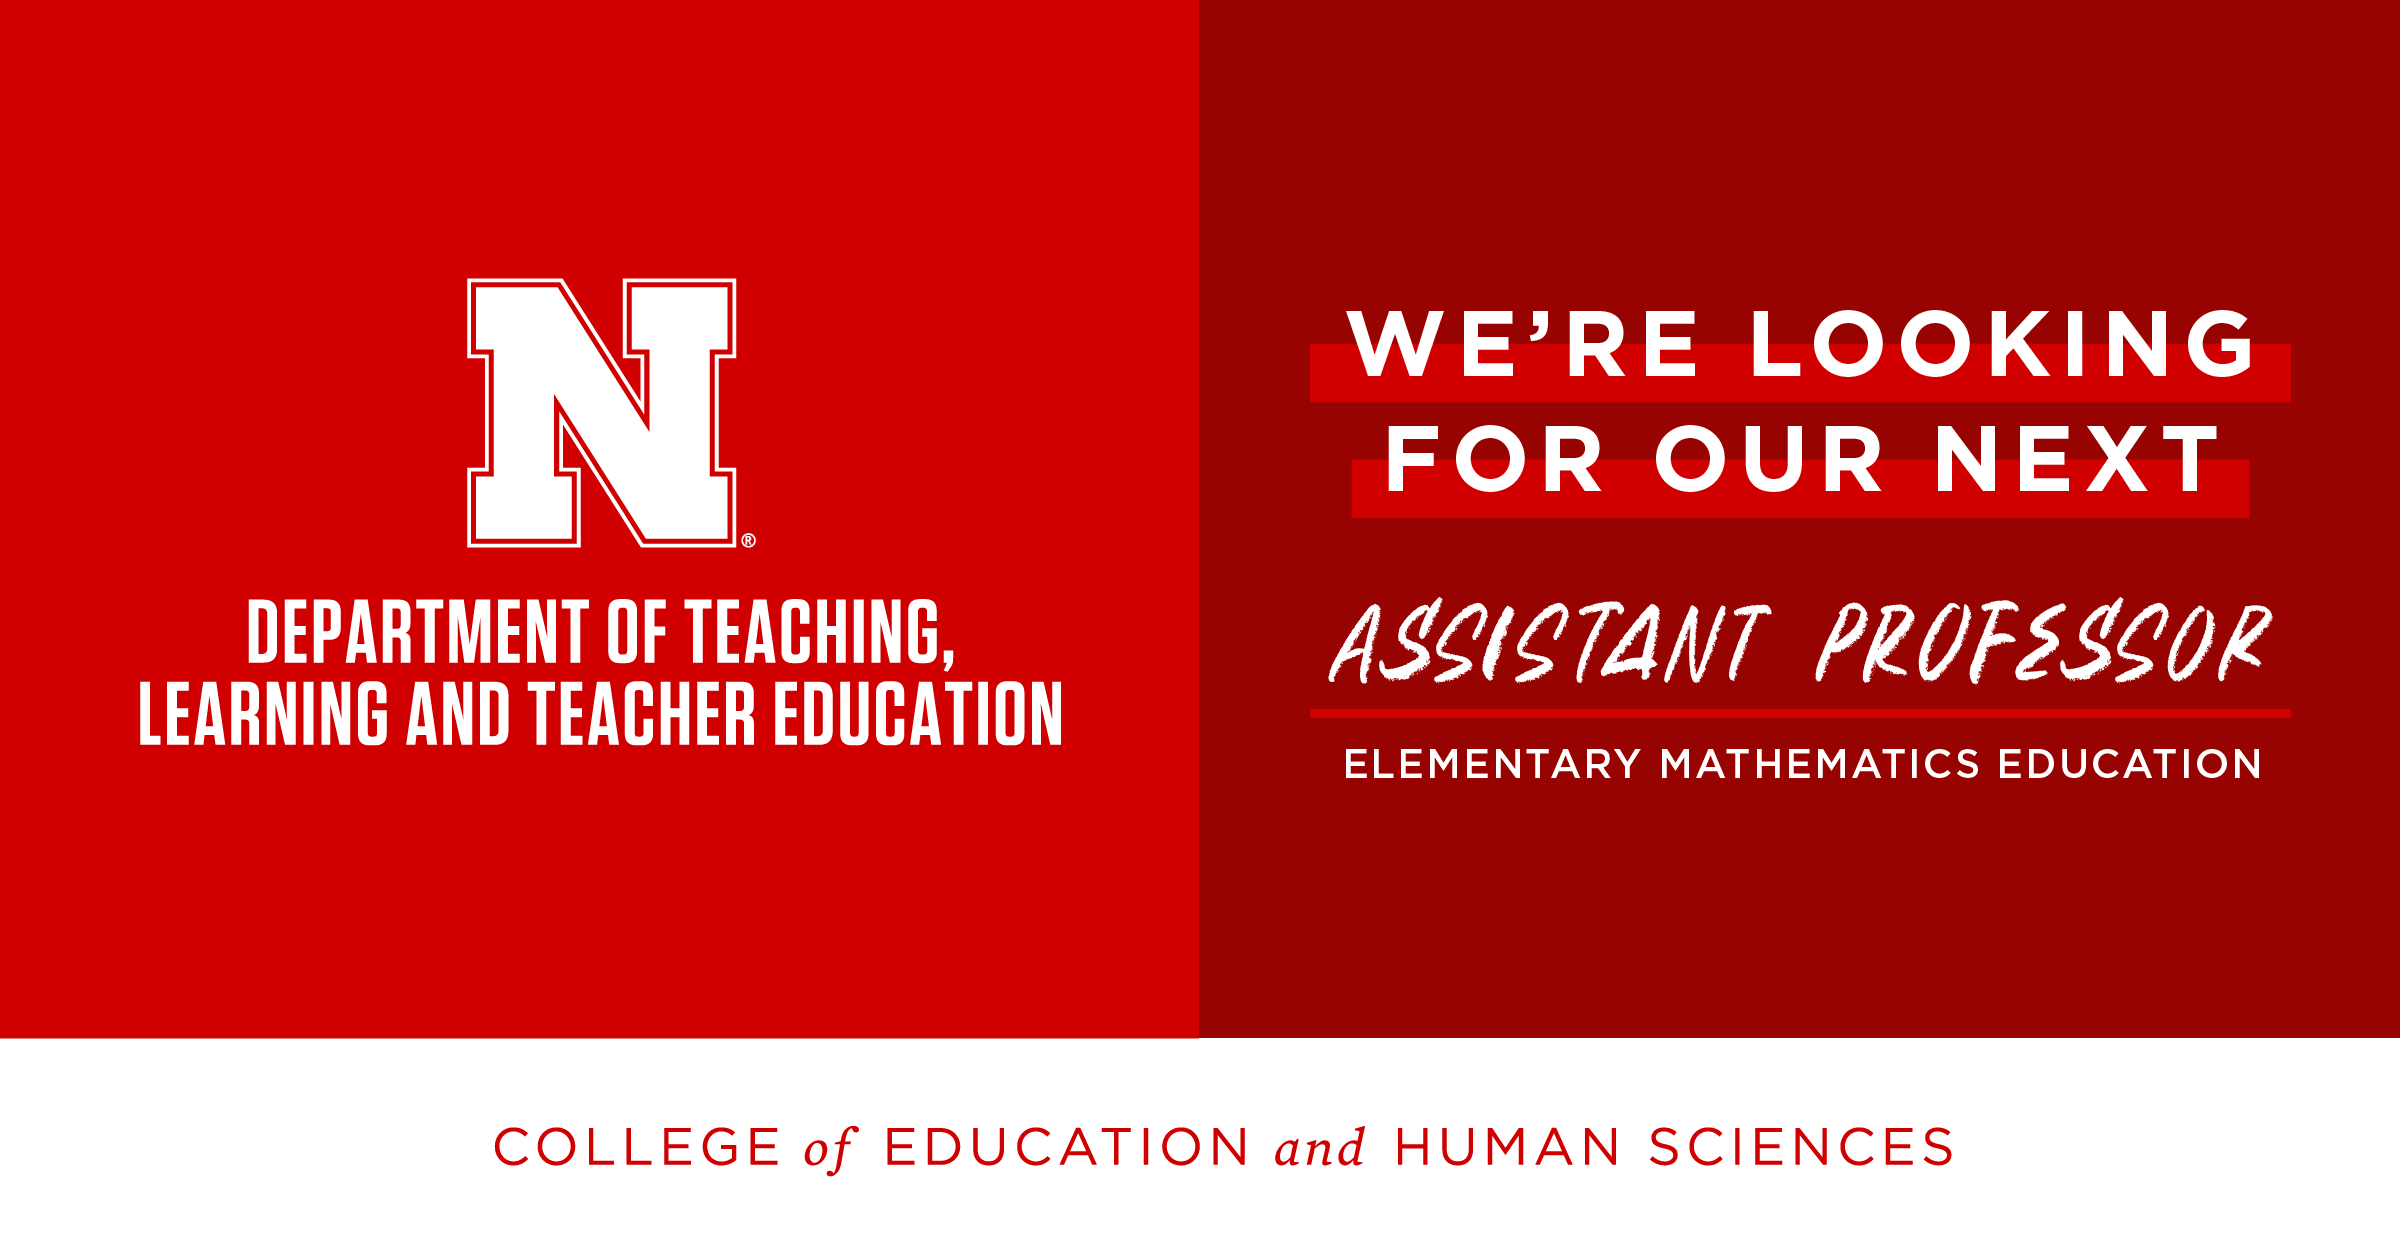 N®
DEPARTMENT OF TEACHING,
LEARNING AND TEACHER EDUCATION
WE’RE LOOKING
FOR OUR NEXT
ASSISTANT PROFESSOR
ELEMENTARY MATHEMATICS EDUCATION
COLLEGE of EDUCATION and HUMAN SCIENCES